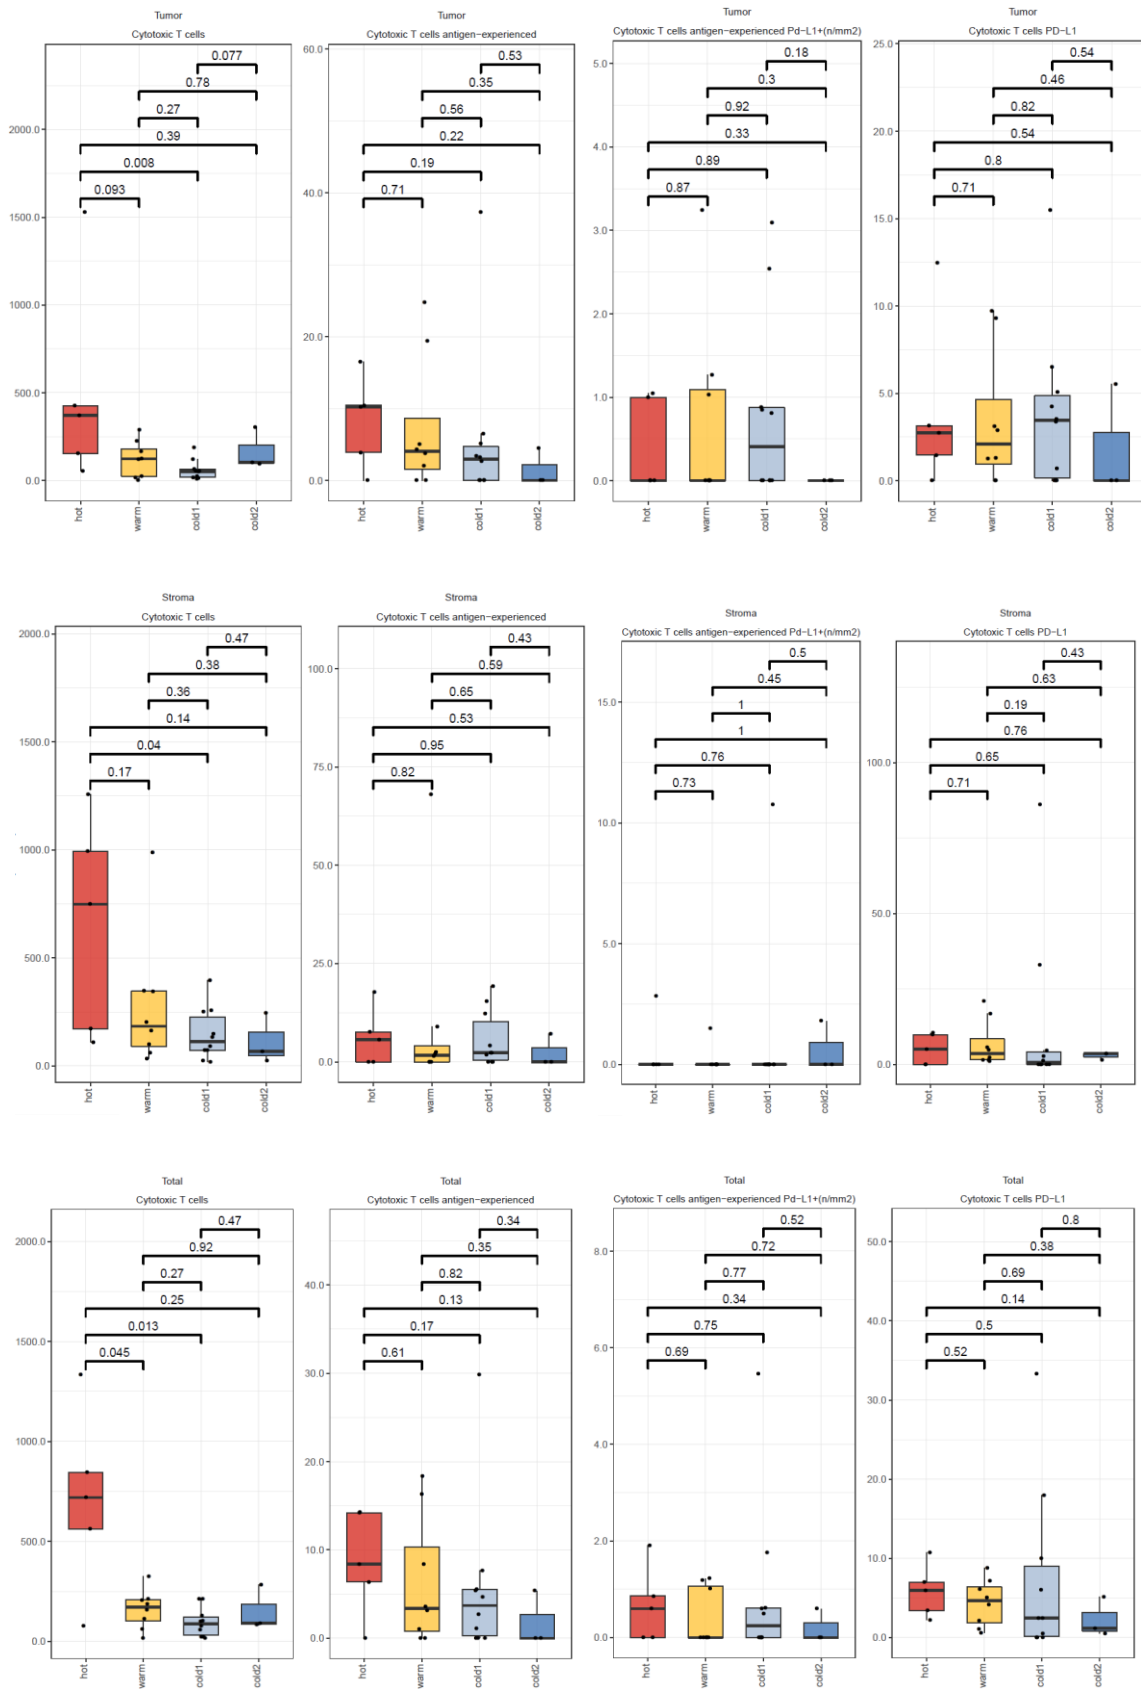 Tumor
Cytotoxic T cells
2000.0
1500.0
1000.0
500.0
0.0
0.077
0.78
0.27
0.39
0.008
0.093
hot
warm
cold1
cold2
Tumor
Cytotoxic T cells antigen−experienced
60.0
40.0
20.0
0.0
0.53
0.35
0.56
0.22
0.19
0.71
hot
warm
cold1
cold2
Tumor
Cytotoxic T cells antigen−experienced Pd−L1+(n/mm2)
5.0
4.0
3.0
2.0
1.0
0.0
0.18
0.3
0.92
0.33
0.89
0.87
hot
warm
cold1
cold2
Tumor
Cytotoxic T cells PD−L1
25.0
20.0
15.0
10.0
5.0
0.0
0.54
0.46
0.82
0.54
0.8
0.71
hot
warm
cold1
cold2
Stroma
Cytotoxic T cells
2000.0
1500.0
1000.0
500.0
0.0
0.47
0.38
0.36
0.14
0.04
0.17
hot
warm
cold1
cold2
Stroma
Cytotoxic T cells antigen−experienced
100.0
75.0
50.0
25.0
0.0
0.43
0.59
0.65
0.53
0.95
0.82
hot
warm
cold1
cold2
Stroma
Cytotoxic T cells antigen−experienced Pd−L1+(n/mm2)
15.0
10.0
5.0
0.0
0.5
0.45
1
1
0.76
0.73
hot
warm
cold1
cold2
Stroma
Cytotoxic T cells PD−L1
100.0
50.0
0.0
0.43
0.63
0.19
0.76
0.65
0.71
hot
warm
cold1
cold2
Total
Cytotoxic T cells
2000.0
1500.0
1000.0
500.0
0.0
0.47
0.92
0.27
0.25
0.013
0.045
hot
warm
cold1
cold2
Total
Cytotoxic T cells antigen−experienced
40.0
30.0
20.0
10.0
0.0
0.34
0.35
0.82
0.13
0.17
0.61
hot
warm
cold1
cold2
Total
Cytotoxic T cells antigen−experienced Pd−L1+(n/mm2)
8.0
6.0
4.0
2.0
0.0
0.52
0.72
0.77
0.34
0.75
0.69
hot
warm
cold1
cold2
Total
Cytotoxic T cells PD−L1
50.0
40.0
30.0
20.0
10.0
0.0
0.8
0.38
0.69
0.14
0.5
0.52
hot
warm
cold1
cold2